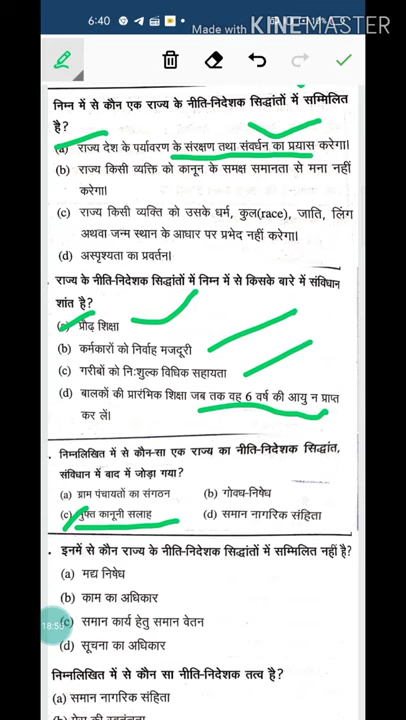 6:40
Made with KINEMASTER
निम्न में से कौन एक राज्य के नीति-निदेशक सिद्धांतों में सम्मिलित
है?
(a) राज्य देश के पर्यावरण के संरक्षण तथा संवर्धन का प्रयास करेगा।
(b) राज्य किसी व्यक्ति को कानून के समक्ष समानता से मना नहीं
करेगा।
(c) राज्य किसी व्यक्ति को उसके धर्म, कुल(race), जाति, लिंग
अथवा जन्म स्थान के आधार पर प्रभेद नहीं करेगा।
(d) अस्पृश्यता का प्रवर्तन।
राज्य के नीति-निदेशक सिद्धांतों में निम्न में से किसके बारे में संविधान
शांत है?
(a) प्रौढ़ शिक्षा
(b) कर्मकारों को निर्वाह मजदूरी
(c) गरीबों को निःशुल्क विधिक सहायता
(d) बालकों की प्रारंभिक शिक्षा जब तक वह 6 वर्ष की आयु न प्राप्त
कर लें।
निम्नलिखित में से कौन-सा एक राज्य का नीति-निदेशक सिद्धांत,
संविधान में बाद में जोड़ा गया?
(a) ग्राम पंचायतों का संगठन (b) गोवध-निषेध
(c) मुफ्त कानूनी सलाह (d) समान नागरिक संहिता
इनमें से कौन राज्य के नीति-निदेशक सिद्धांतों में सम्मिलित नहीं है?
(a) मद्य निषेध
(b) काम का अधिकार
18:50
(c) समान कार्य हेतु समान वेतन
(d) सूचना का अधिकार
निम्नलिखित में से कौन सा नीति-निदेशक तत्व है?
(a) समान नागरिक संहिता